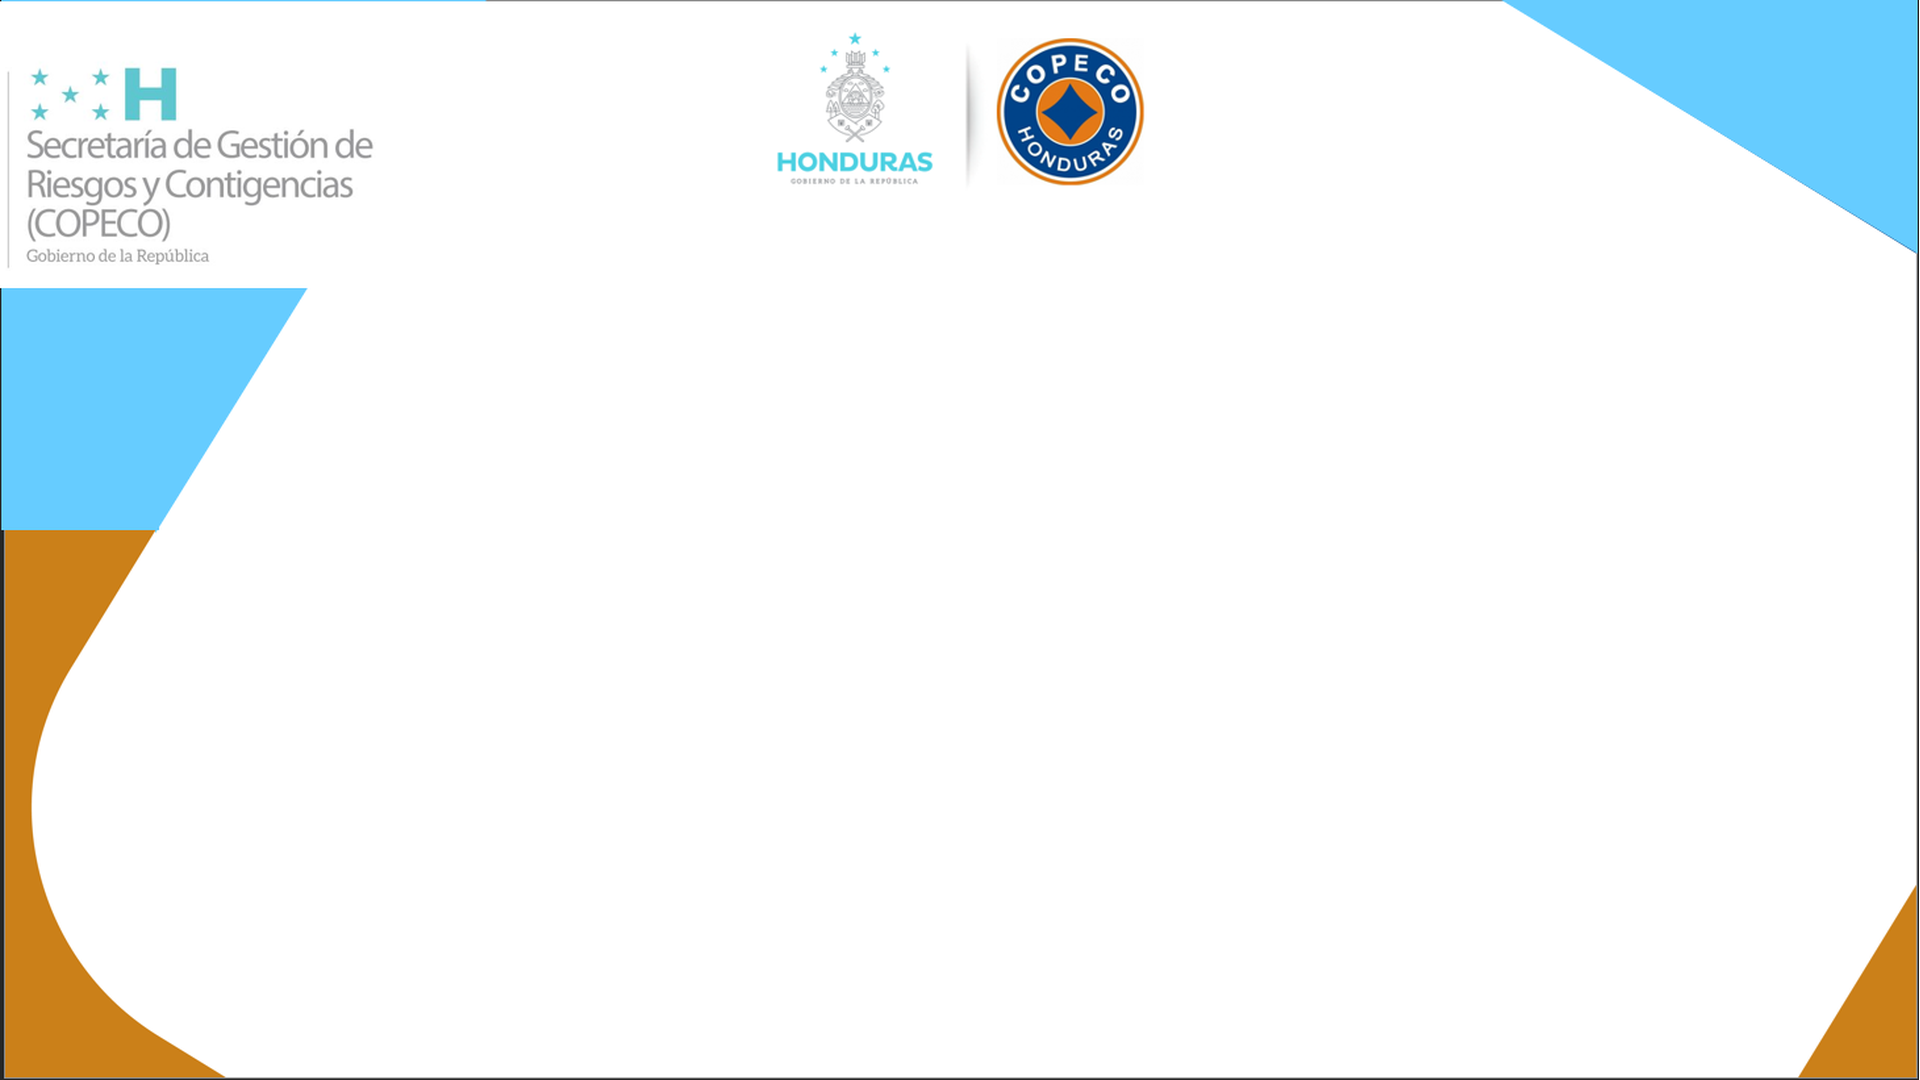 H
Secretaría de Gestión de
Riesgos y Contigencias
(COPECO)
Gobierno de la República
HONDURAS
GOBIERNO DE LA REPÚBLICA
COPECO
HONDURAS